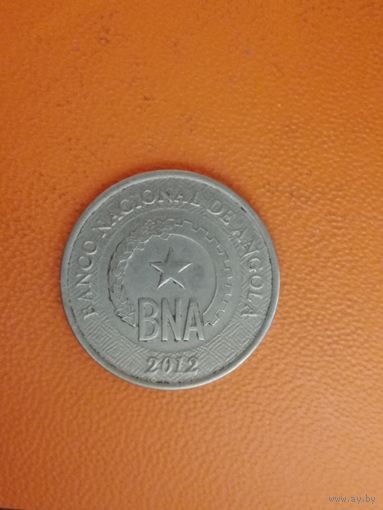 BANCO NACIONAL DE ANGOLA
BNA
2012
www.ay.by